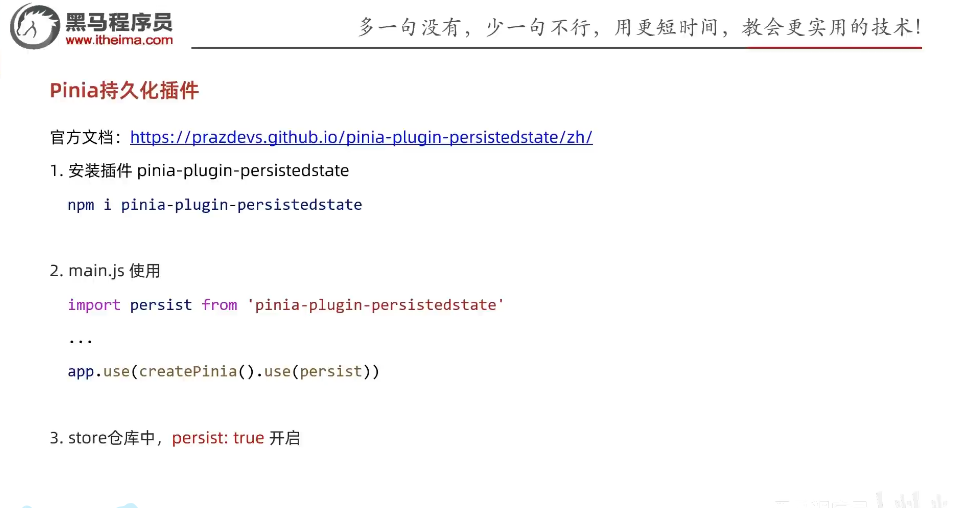 黑马程序员
www.itheima.com
多一句没有，少一句不行，用更短时间，教会更实用的技术！
Pinia持久化插件
官方文档：https://prazdevs.github.io/pinia-plugin-persistedstate/zh/
1. 安装插件 pinia-plugin-persistedstate
npm i pinia-plugin-persistedstate
2. main.js 使用
import persist from 'pinia-plugin-persistedstate'
...
app.use(createPinia().use(persist))
3. store仓库中，persist: true 开启